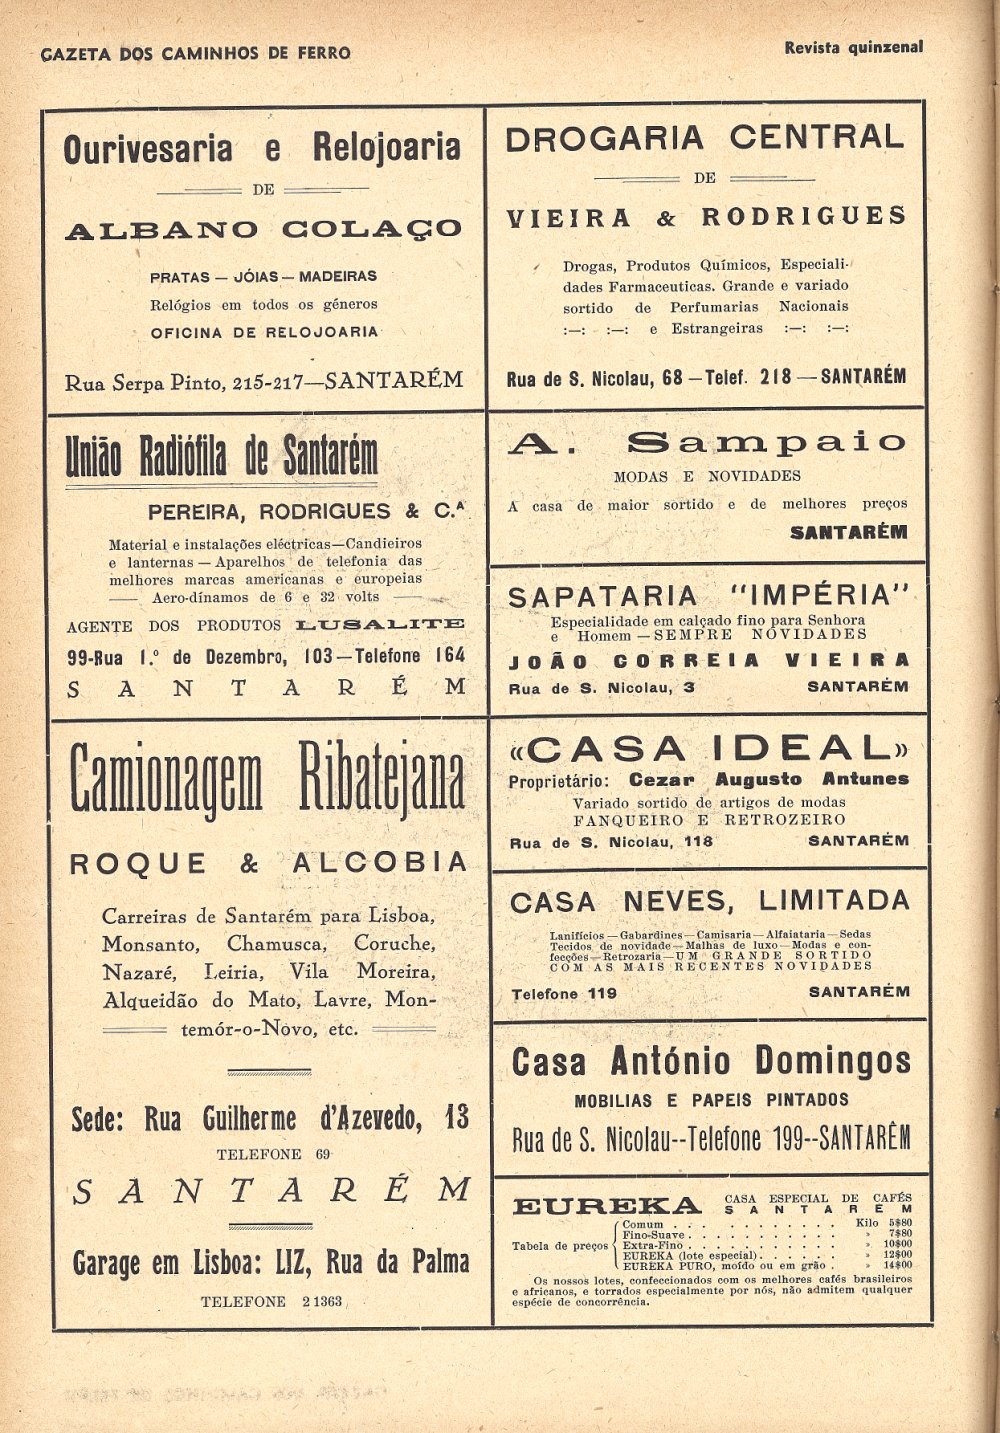 GAZETA DOS CAMINHOS DE FERRO
Revista quinzenal
Ourivesaria e Relojoaria
DE
ALBANO COLAÇO
PRATAS — JÓIAS — MADEIRAS
Relógios em todos os géneros
OFICINA DE RELOJOARIA
Rua Serpa Pinto, 215-217—SANTARÉM
União Radiófila de Santarém
PEREIRA, RODRIGUES & C.ᴬ
Material e instalações eléctricas—Candieiros
e lanternas — Aparelhos de telefonia das
melhores marcas americanas e europeias
—— Aero-dínamos de 6 e 32 volts ——
AGENTE DOS PRODUTOS LUSALITE
99-Rua 1.º de Dezembro, 103—Telefone 164
SANTARÉM
Camionagem Ribatejana
ROQUE & ALCOBIA
Carreiras de Santarém para Lisboa,
Monsanto, Chamusca, Coruche,
Nazaré, Leiria, Vila Moreira,
Alqueidão do Mato, Lavre, Mon-
temór-o-Novo, etc.
Sede: Rua Guilherme d'Azevedo, 13
TELEFONE 69
SANTARÉM
Garage em Lisboa: LIZ, Rua da Palma
TELEFONE 21363
DROGARIA CENTRAL
DE
VIEIRA & RODRIGUES
Drogas, Produtos Químicos, Especiali-
dades Farmaceuticas. Grande e variado
sortido de Perfumarias Nacionais
:—: :—: e Estrangeiras :—: :—:
Rua de S. Nicolau, 68 — Telef. 218 — SANTARÉM
A. Sampaio
MODAS E NOVIDADES
A casa de maior sortido e de melhores preços
SANTARÉM
SAPATARIA "IMPÉRIA"
Especialidade em calçado fino para Senhora
e Homem — SEMPRE NOVIDADES
JOÃO CORREIA VIEIRA
Rua de S. Nicolau, 3 SANTARÉM
«CASA IDEAL»
Proprietário: Cezar Augusto Antunes
Variado sortido de artigos de modas
FANQUEIRO E RETROZEIRO
Rua de S. Nicolau, 118 SANTARÉM
CASA NEVES, LIMITADA
Lanifícios — Gabardines — Camisaria — Alfaiataria — Sedas
Tecidos de novidade — Malhas de luxo — Modas e con-
fecções — Retrozaria — UM GRANDE SORTIDO
COM AS MAIS RECENTES NOVIDADES
Telefone 119 SANTARÉM
Casa António Domingos
MOBILIAS E PAPEIS PINTADOS
Rua de S. Nicolau--Telefone 199--SANTARÊM
EUREKA CASA ESPECIAL DE CAFÉS
SANTAREM
Tabela de preços
Comum . . . . . . . . . . . Kilo 5$80
Fino-Suave . . . . . . . . . . . » 7$80
Extra-Fino . . . . . . . . . . . » 10$00
EUREKA (lote especial) . . . . . . » 12$00
EUREKA PURO, moído ou em grão . » 14$00
Os nossos lotes, confeccionados com os melhores cafés brasileiros
e africanos, e torrados especialmente por nós, não admitem qualquer
espécie de concorrência.